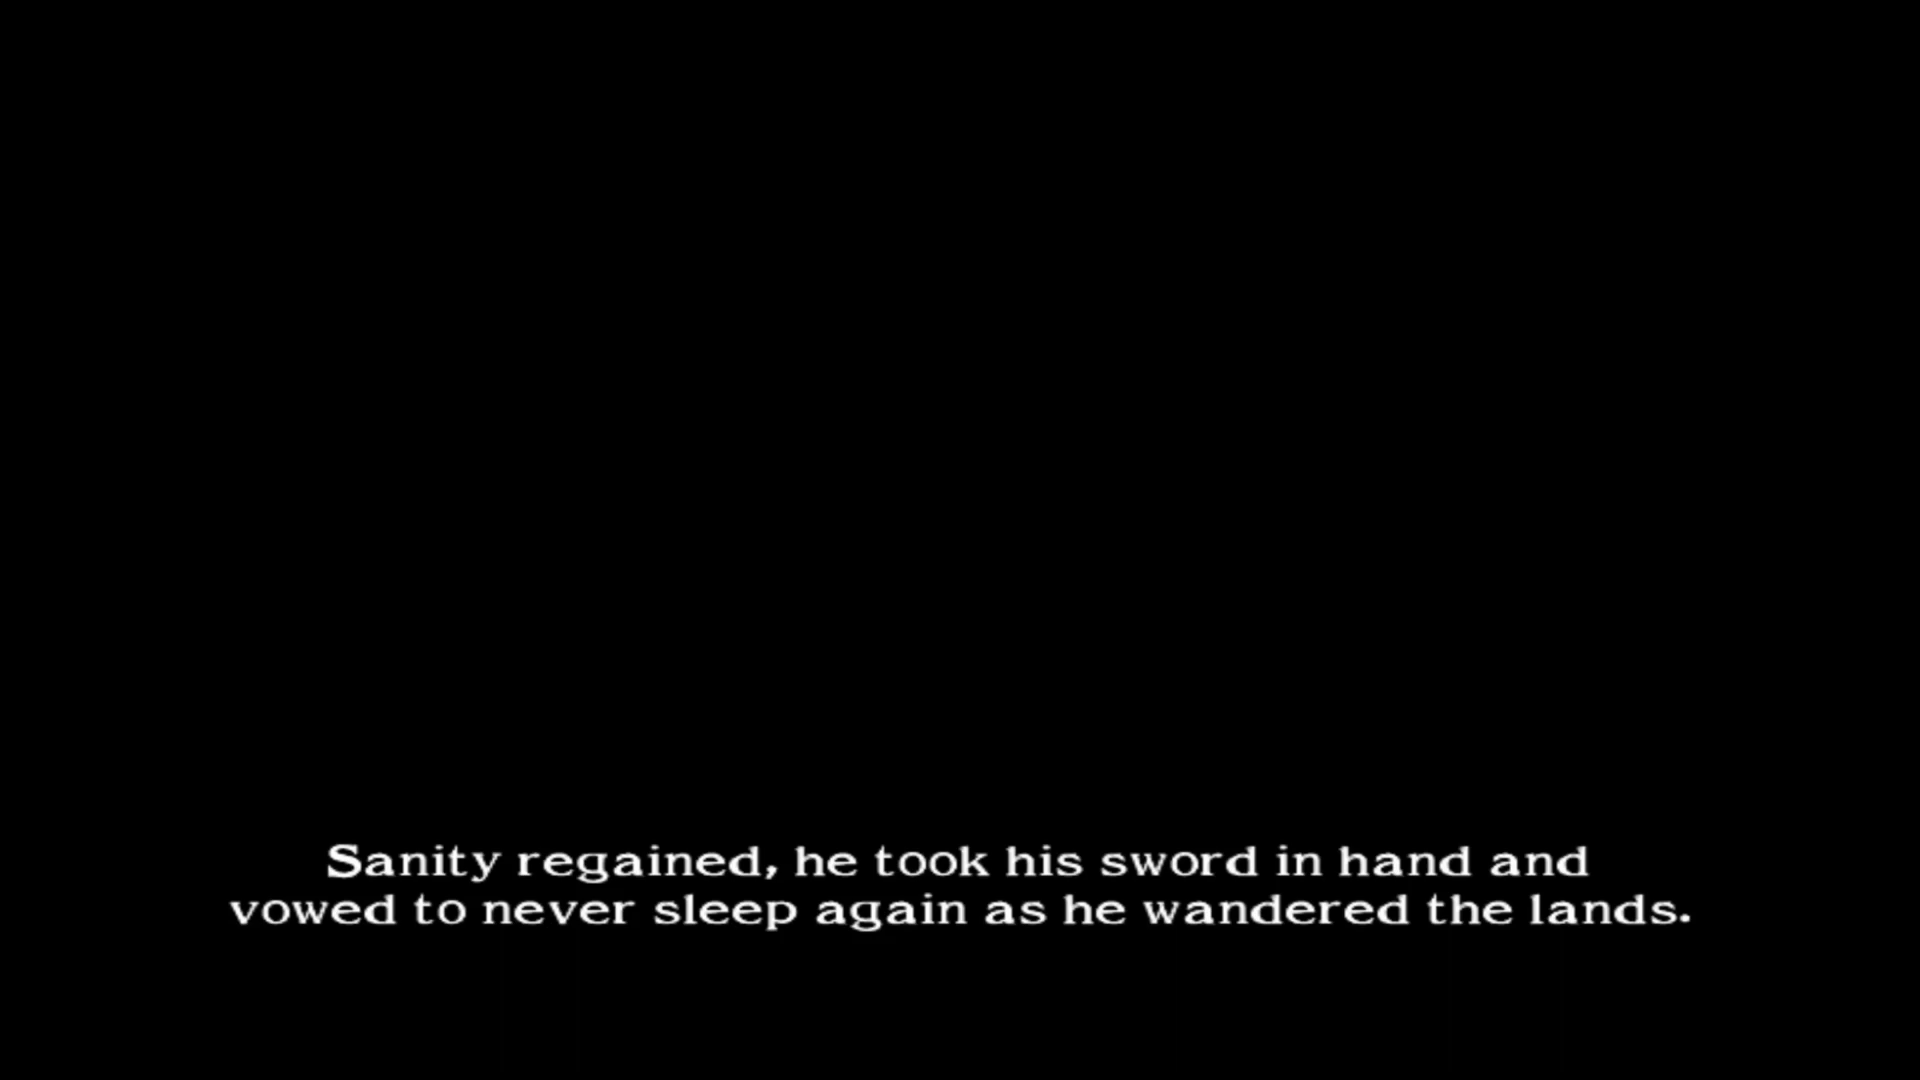 Sanity regained, he took his sword in hand and
vowed to never sleep again as he wandered the lands.